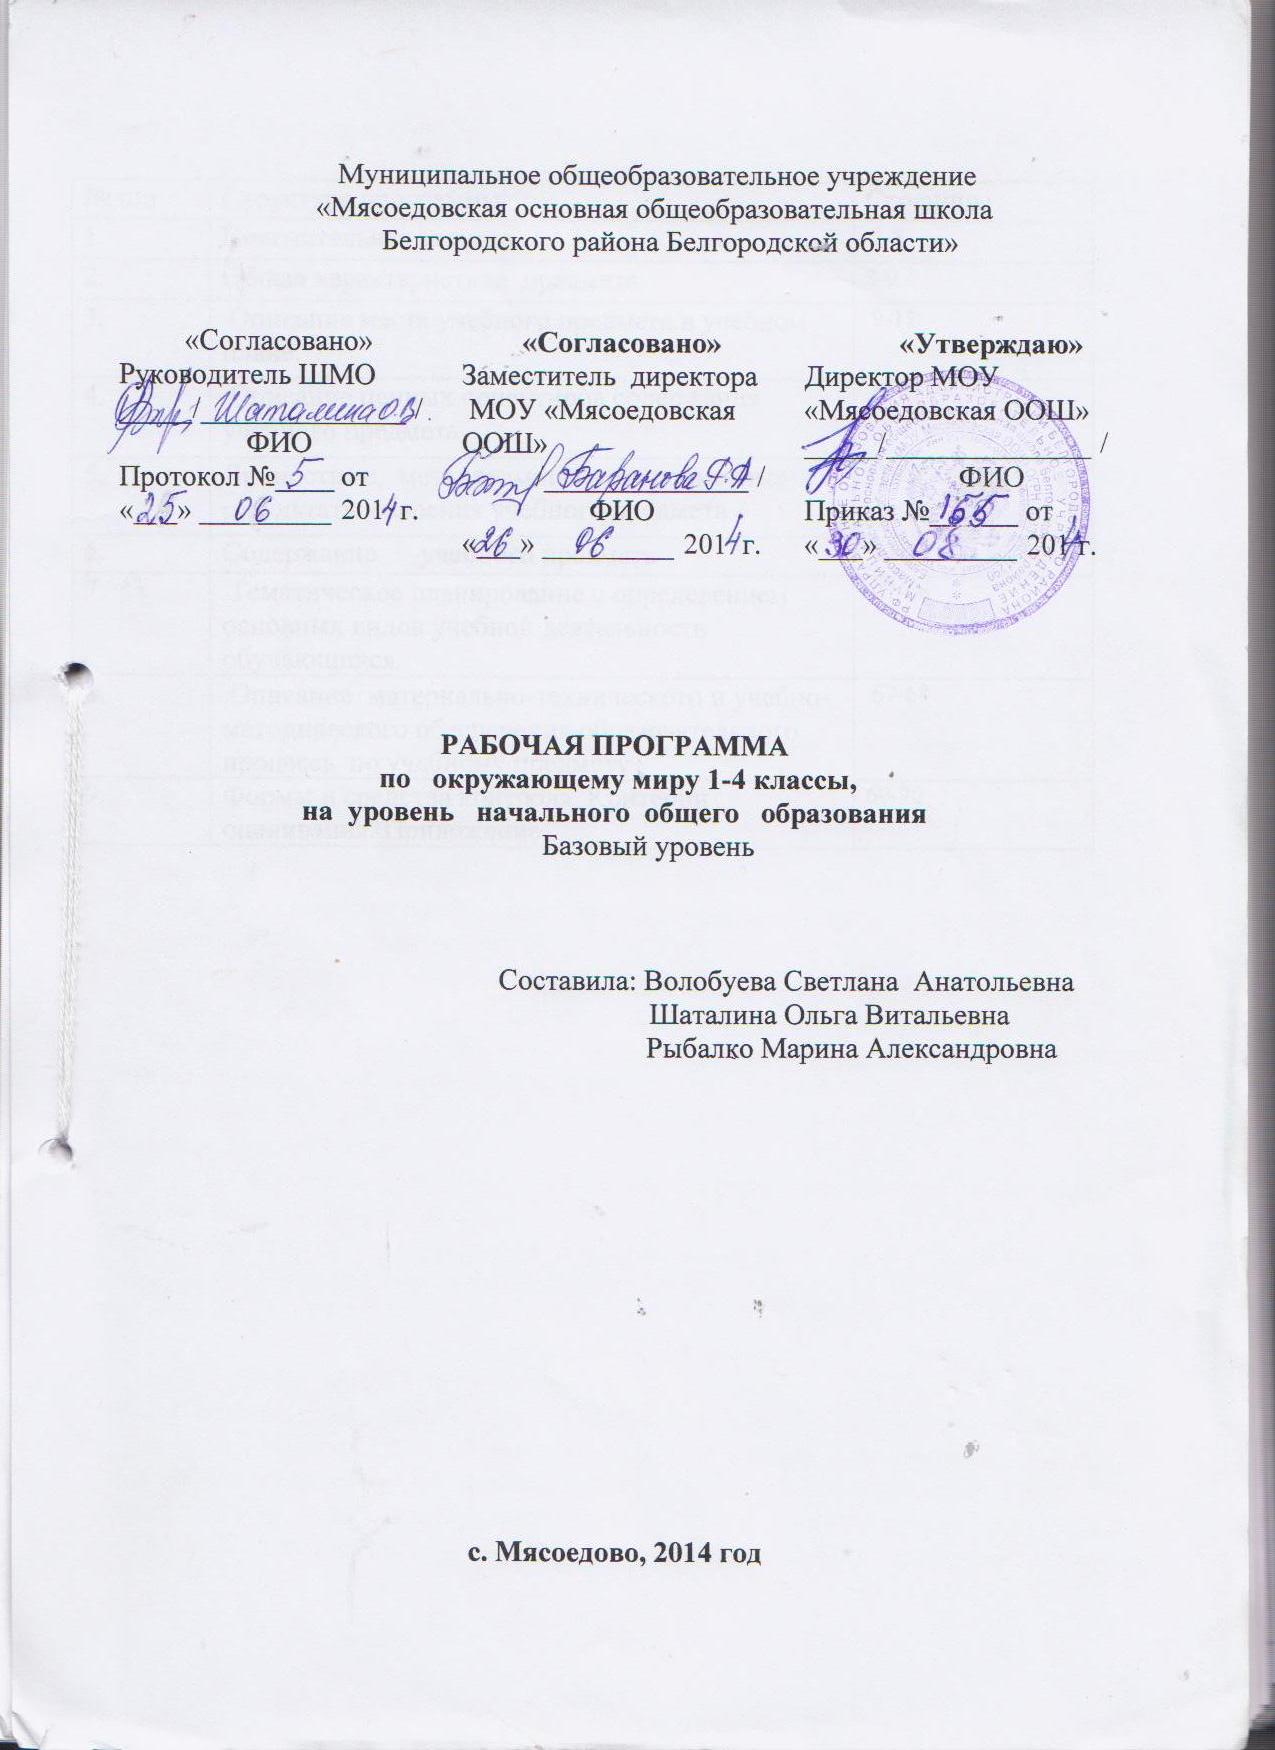 Муниципальное общеобразовательное учреждение
«Мясоедовская основная общеобразовательная школа
Белгородского района Белгородской области»
«Согласовано»
Руководитель ШМО
/ Шаталина О.В /
ФИО
Протокол № 5 от
«25» 06 2014 г.
«Согласовано»
Заместитель директора
МОУ «Мясоедовская
ООШ»
/ Баранова Г.А /
ФИО
«26» 06 2014 г.
«Утверждаю»
Директор МОУ
«Мясоедовская ООШ»
/ /
ФИО
Приказ № 155 от
«30» 08 2014 г.
РАБОЧАЯ ПРОГРАММА
по окружающему миру 1-4 классы,
на уровень начального общего образования
Базовый уровень
Составила: Волобуева Светлана Анатольевна
Шаталина Ольга Витальевна
Рыбалко Марина Александровна
с. Мясоедово, 2014 год